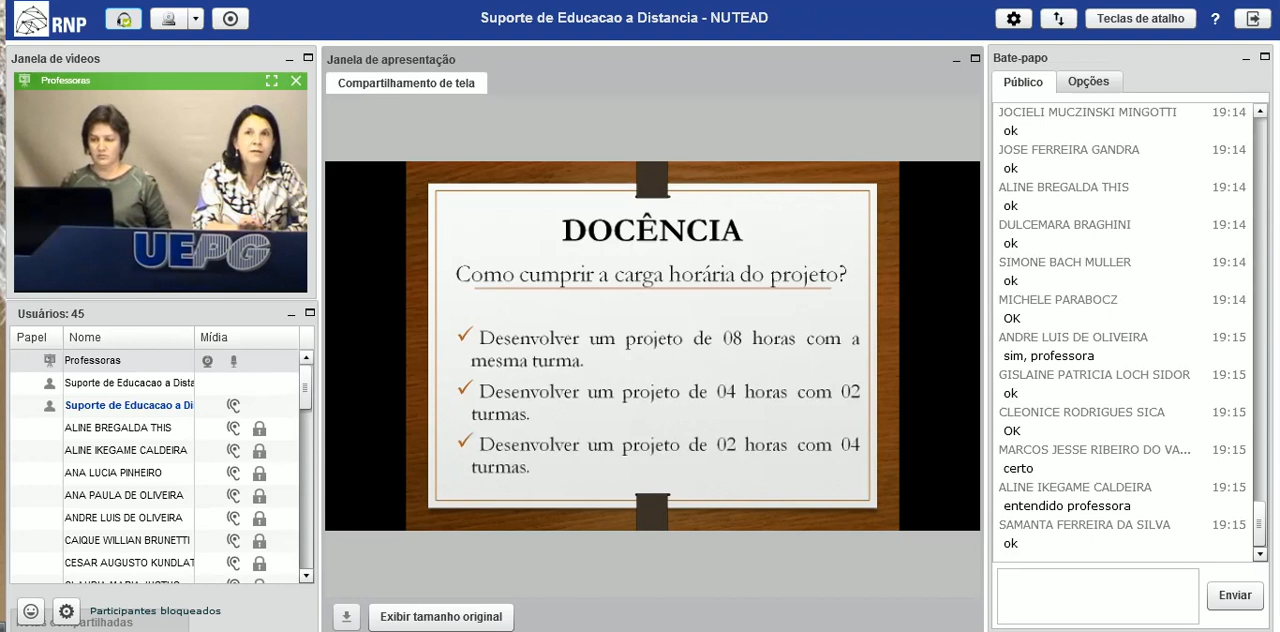 RNP
Suporte de Educacao a Distancia - NUTEAD
Teclas de atalho
?
Janela de vídeos
Professoras
UEPG
Usuários: 45
Papel Nome Mídia
Professoras
Suporte de Educacao a Dista
Suporte de Educacao a Di
ALINE BREGALDA THIS
ALINE IKEGAME CALDEIRA
ANA LUCIA PINHEIRO
ANA PAULA DE OLIVEIRA
ANDRE LUIS DE OLIVEIRA
CAIQUE WILLIAN BRUNETTI
CESAR AUGUSTO KUNDLAT
Participantes bloqueados
Notas compartilhadas
Janela de apresentação
Compartilhamento de tela
DOCÊNCIA
Como cumprir a carga horária do projeto?
✓ Desenvolver um projeto de 08 horas com a
mesma turma.
✓ Desenvolver um projeto de 04 horas com 02
turmas.
✓ Desenvolver um projeto de 02 horas com 04
turmas.
Exibir tamanho original
Bate-papo
Público Opções
JOCIELI MUCZINSKI MINGOTTI 19:14
ok
JOSE FERREIRA GANDRA 19:14
ok
ALINE BREGALDA THIS 19:14
ok
DULCEMARA BRAGHINI 19:14
ok
SIMONE BACH MULLER 19:14
ok
MICHELE PARABOCZ 19:14
OK
ANDRE LUIS DE OLIVEIRA 19:14
sim, professora
GISLAINE PATRICIA LOCH SIDOR 19:15
ok
CLEONICE RODRIGUES SICA 19:15
OK
MARCOS JESSE RIBEIRO DO VA... 19:15
certo
ALINE IKEGAME CALDEIRA 19:15
entendido professora
SAMANTA FERREIRA DA SILVA 19:15
ok
Enviar